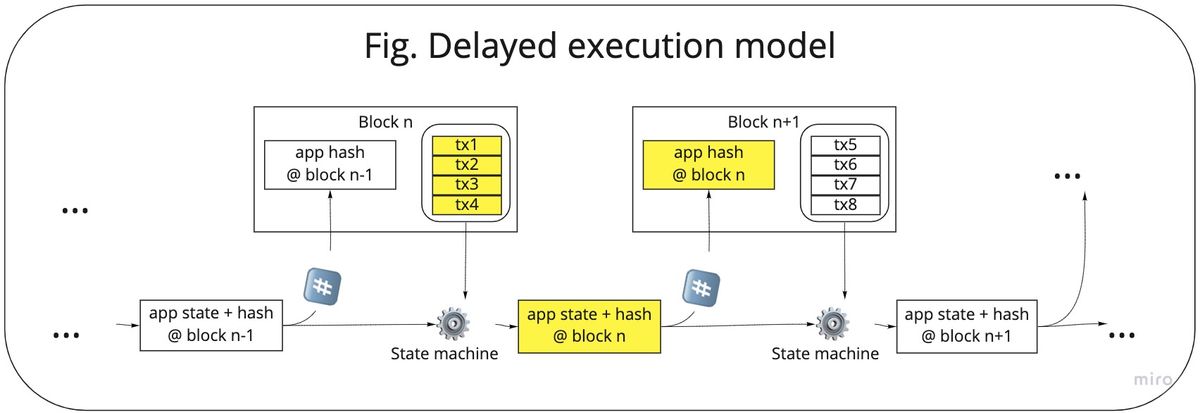 Fig. Delayed execution model
Block n
app hash
@ block n-1
tx1
tx2
tx3
tx4
Block n+1
app hash
@ block n
tx5
tx6
tx7
tx8
...
...
#
#
...
app state + hash
@ block n-1
State machine
app state + hash
@ block n
State machine
app state + hash
@ block n+1
...
miro